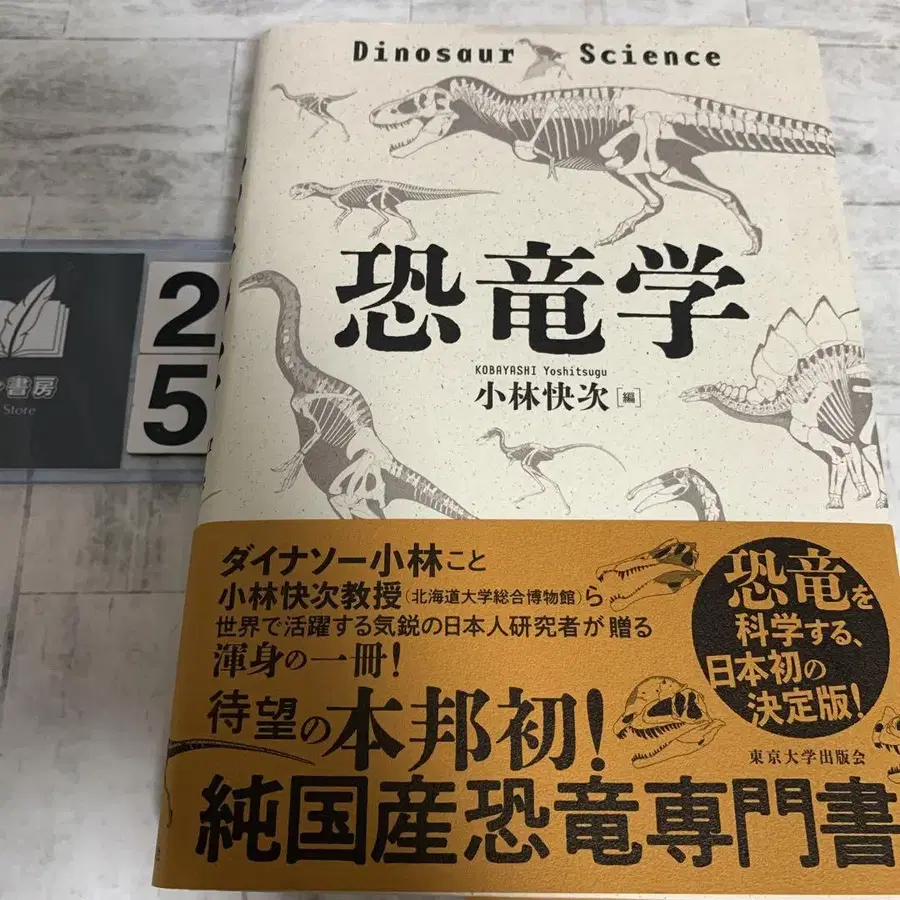 Dinosaur Science
恐竜学
KOBAYASHI Yoshitsugu
小林快次[編]
2
5
書房
Store
ダイナソー小林こと
小林快次教授(北海道大学総合博物館)ら
世界で活躍する気鋭の日本人研究者が贈る
渾身の一冊!
待望の本邦初!
純国産恐竜専門書
恐竜を
科学する、
日本初の
決定版!
東京大学出版会